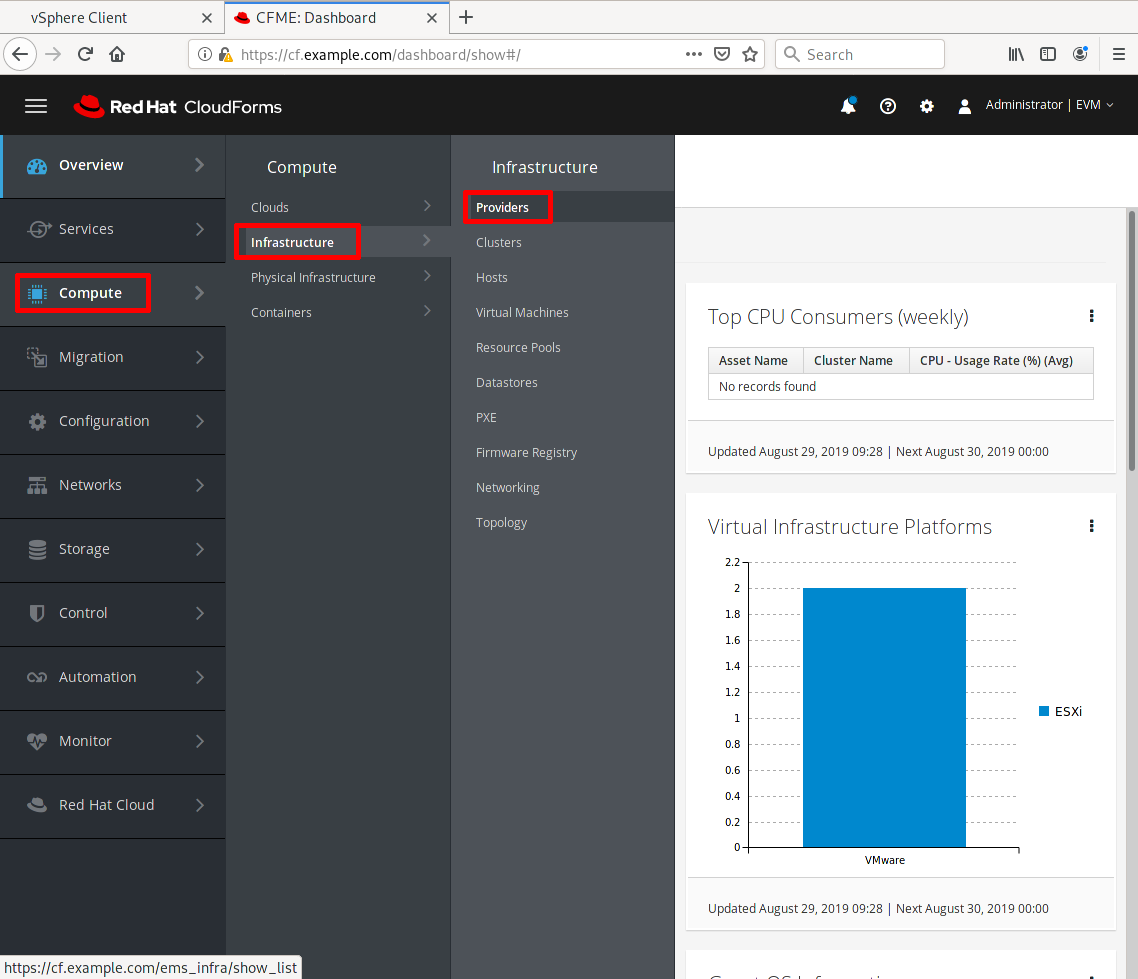 vSphere Client
CFME: Dashboard
https://cf.example.com/dashboard/show#/
Search
Red Hat CloudForms
Administrator | EVM
Overview
Services
Compute
Migration
Configuration
Networks
Storage
Control
Automation
Monitor
Red Hat Cloud
Compute
Clouds
Infrastructure
Physical Infrastructure
Containers
Infrastructure
Providers
Clusters
Hosts
Virtual Machines
Resource Pools
Datastores
PXE
Firmware Registry
Networking
Topology
Top CPU Consumers (weekly)
Asset Name Cluster Name CPU - Usage Rate (%) (Avg)
No records found
Updated August 29, 2019 09:28 | Next August 30, 2019 00:00
Virtual Infrastructure Platforms
2.2
2
1.8
1.6
1.4
1.2
1
0.8
0.6
0.4
0.2
0
VMware
ESXi
Updated August 29, 2019 09:28 | Next August 30, 2019 00:00
https://cf.example.com/ems_infra/show_list